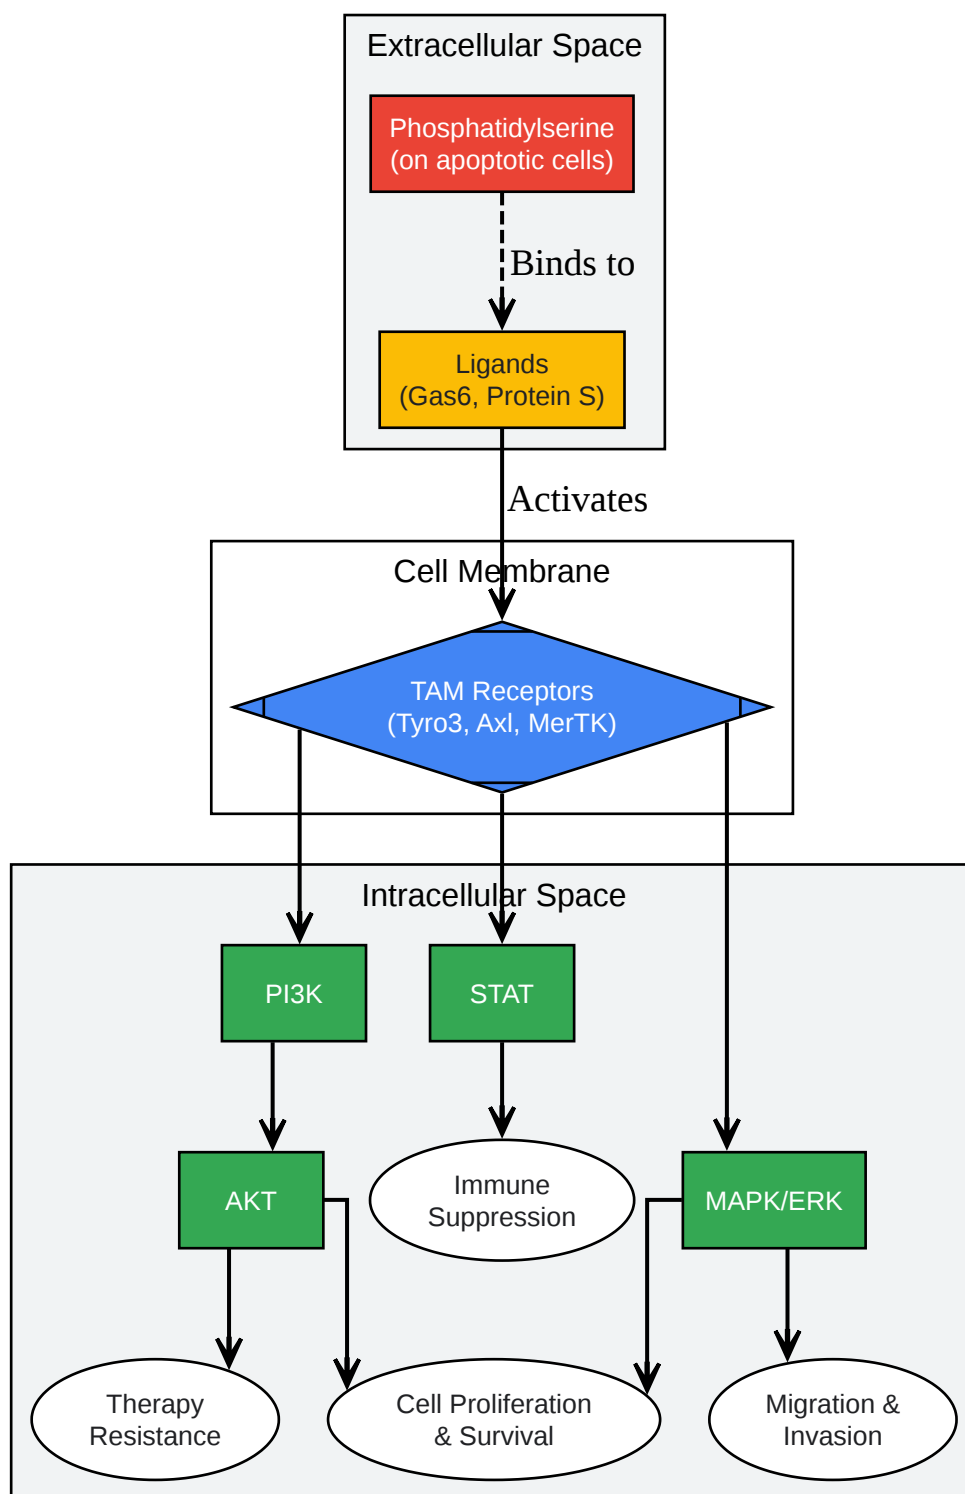 Extracellular Space
Phosphatidylserine
(on apoptotic cells)
Binds to
Ligands
(Gas6, Protein S)
Activates
Cell Membrane
TAM Receptors
(Tyro3, Axl, MerTK)
Intracellular Space
PI3K
STAT
AKT
Immune
Suppression
MAPK/ERK
Therapy
Resistance
Cell Proliferation
& Survival
Migration &
Invasion